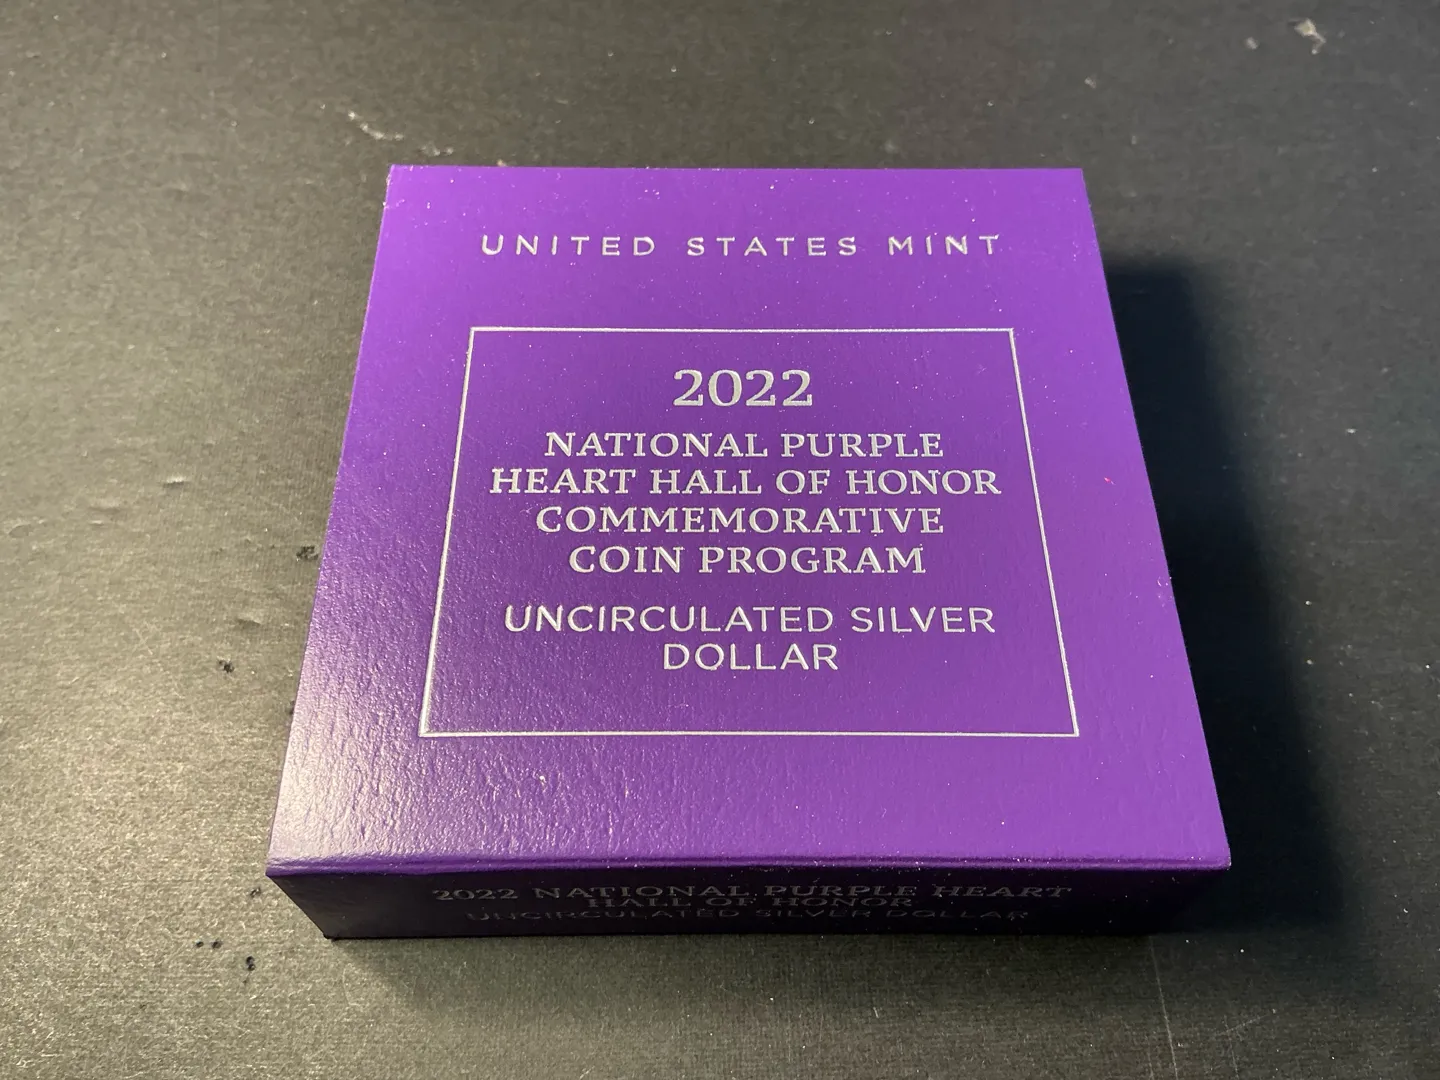 UNITED STATES MINT
2022
NATIONAL PURPLE
HEART HALL OF HONOR
COMMEMORATIVE
COIN PROGRAM
UNCIRCULATED SILVER
DOLLAR
2022 NATIONAL PURPLE HEART
HALL OF HONOR
UNCIRCULATED SILVER DOLLAR